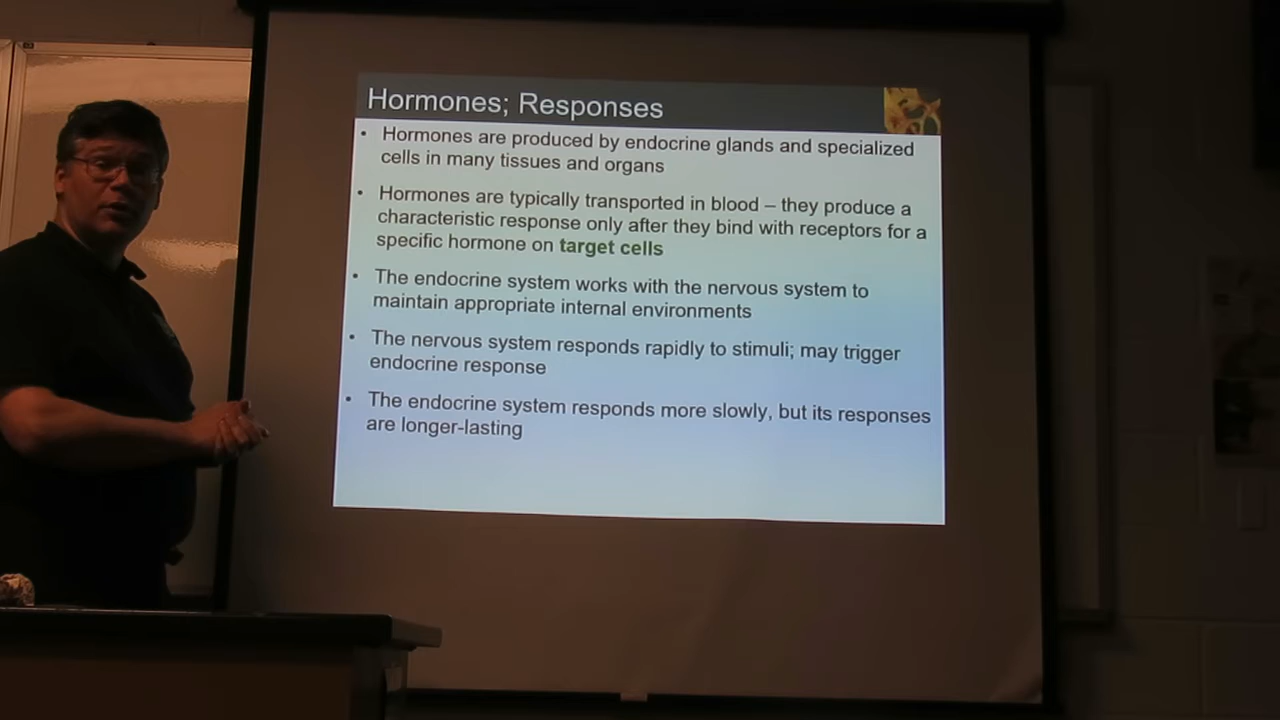 Hormones; Responses
• Hormones are produced by endocrine glands and specialized
cells in many tissues and organs
• Hormones are typically transported in blood – they produce a
characteristic response only after they bind with receptors for a
specific hormone on target cells
• The endocrine system works with the nervous system to
maintain appropriate internal environments
• The nervous system responds rapidly to stimuli; may trigger
endocrine response
• The endocrine system responds more slowly, but its responses
are longer-lasting